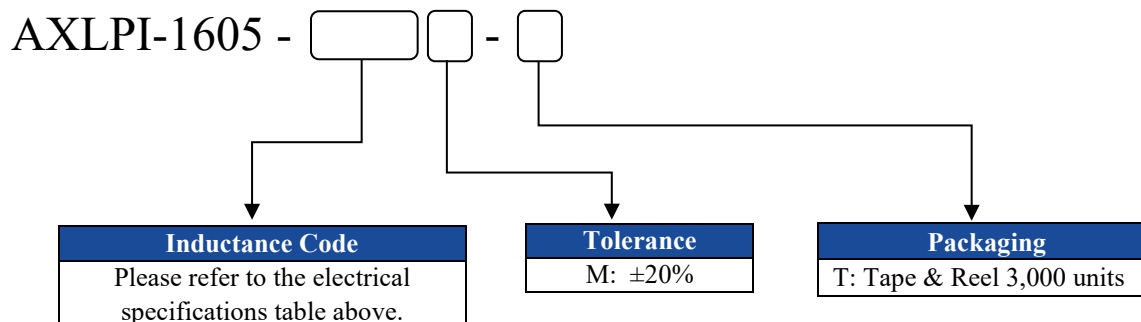 AXLPI-1605 - -
Inductance Code
Please refer to the electrical
specifications table above.
Tolerance
M: ±20%
Packaging
T: Tape & Reel 3,000 units